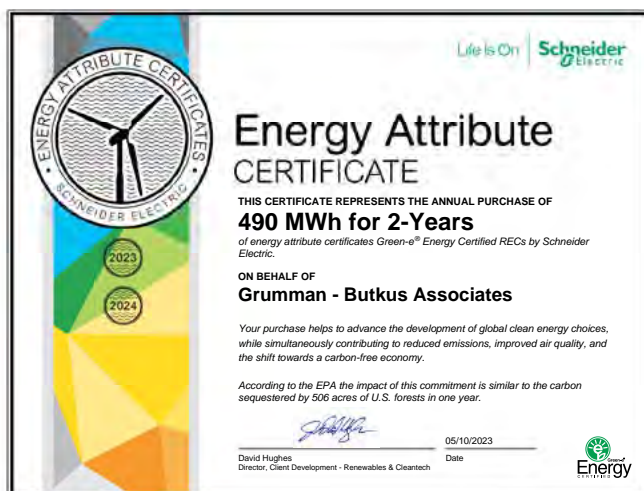 Life Is On Schneider
Electric
ENERGY ATTRIBUTE CERTIFICATES
SCHNEIDER ELECTRIC
2023
2024
Energy Attribute
CERTIFICATE
THIS CERTIFICATE REPRESENTS THE ANNUAL PURCHASE OF
490 MWh for 2-Years
of energy attribute certificates Green-e® Energy Certified RECs by Schneider
Electric.
ON BEHALF OF
Grumman - Butkus Associates
Your purchase helps to advance the development of global clean energy choices,
while simultaneously contributing to reduced emissions, improved air quality, and
the shift towards a carbon-free economy.
According to the EPA the impact of this commitment is similar to the carbon
sequestered by 506 acres of U.S. forests in one year.
05/10/2023
David Hughes Date
Director, Client Development - Renewables & Cleantech
Green-e
Energy
CERTIFIED